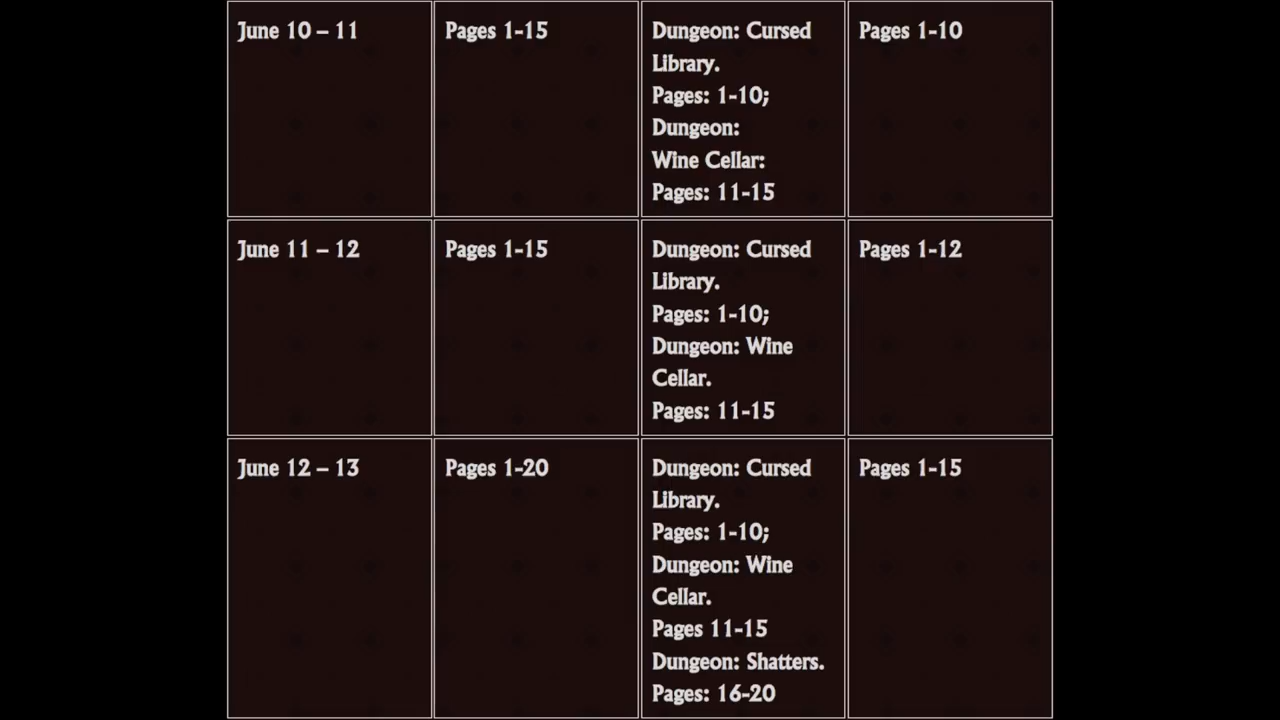 June 10 – 11
Pages 1-15
Dungeon: Cursed
Library.
Pages: 1-10;
Dungeon:
Wine Cellar:
Pages: 11-15
Pages 1-10
June 11 – 12
Pages 1-15
Dungeon: Cursed
Library.
Pages: 1-10;
Dungeon: Wine
Cellar.
Pages: 11-15
Pages 1-12
June 12 – 13
Pages 1-20
Dungeon: Cursed
Library.
Pages: 1-10;
Dungeon: Wine
Cellar.
Pages 11-15
Dungeon: Shatters.
Pages: 16-20
Pages 1-15